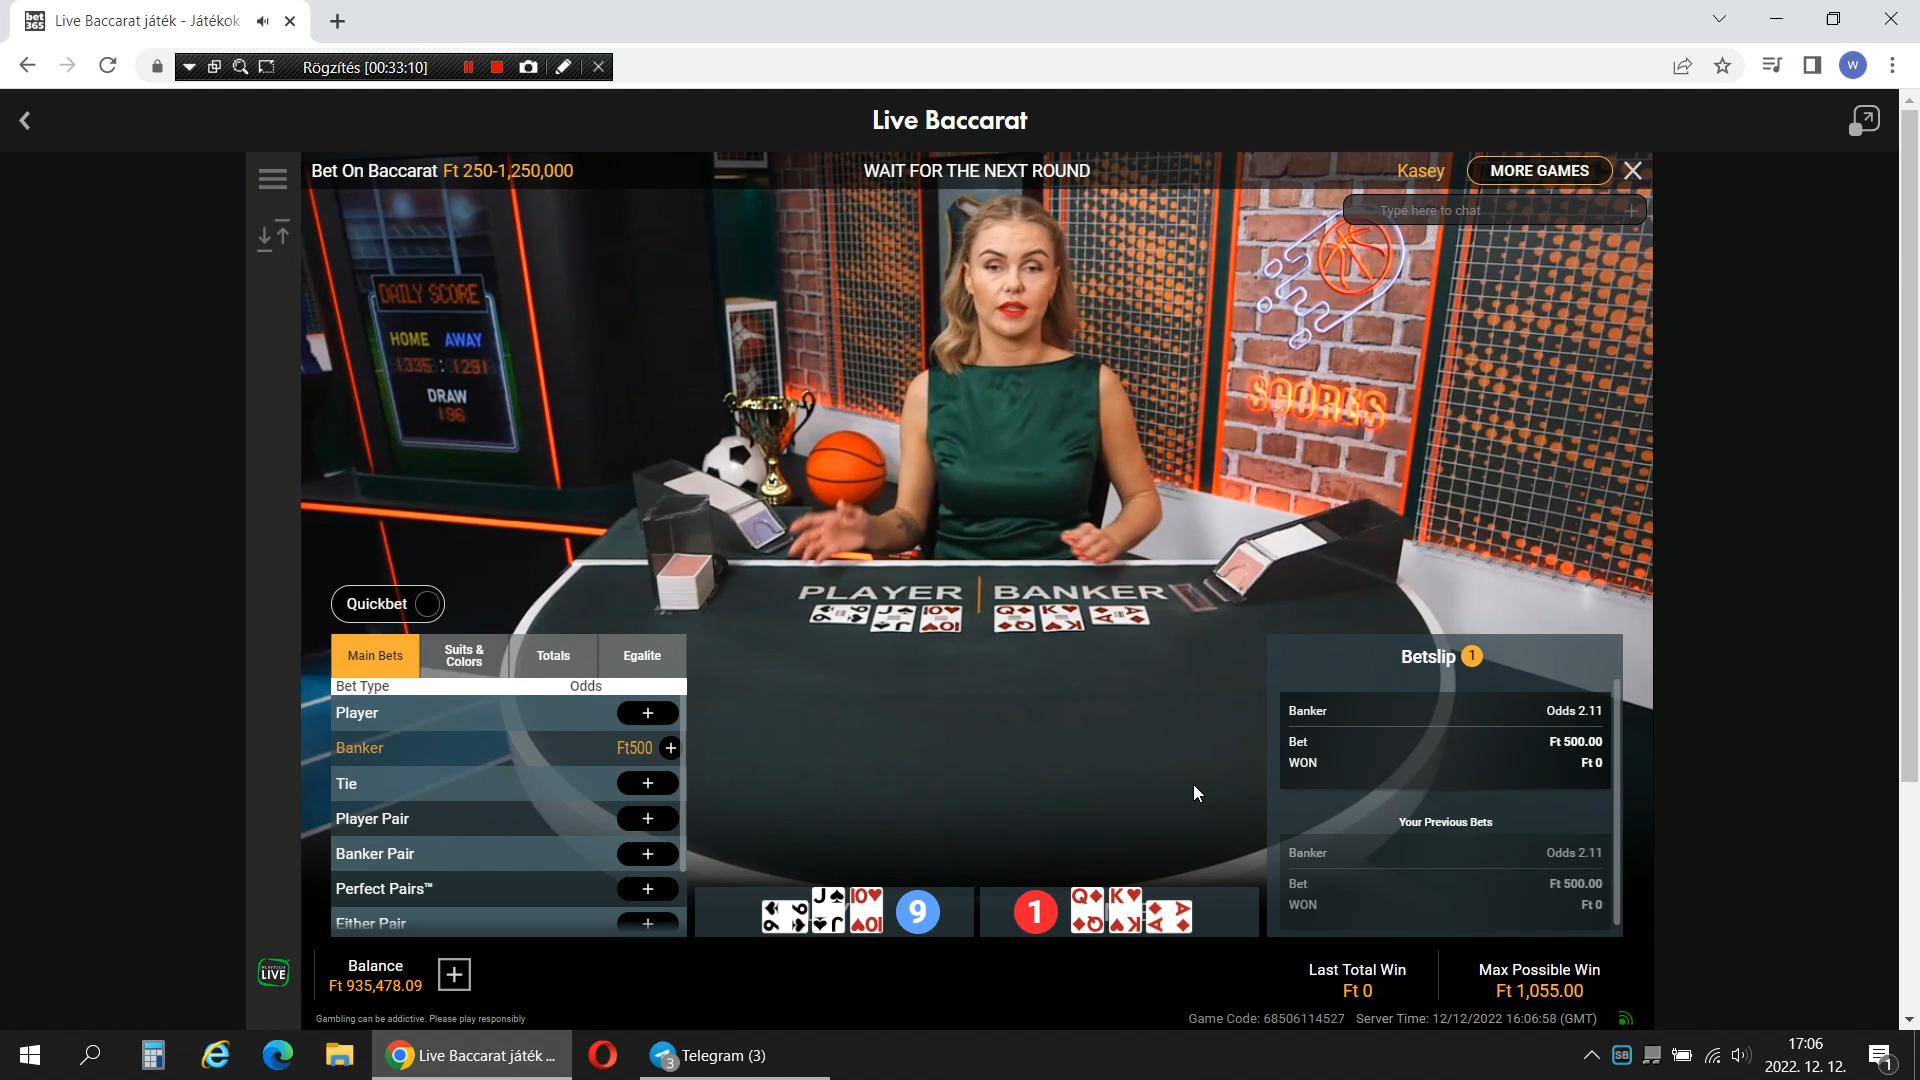 bet365
Live Baccarat játék - Játékok
Rögzítés [00:33:10]
W
Live Baccarat
Bet On Baccarat Ft 250-1,250,000
WAIT FOR THE NEXT ROUND
Kasey
MORE GAMES
Type here to chat
DAILY SCORE
HOME AWAY
1335 : 1291
DRAW
196
SCORES
PLAYER BANKER
Quickbet
Main Bets
Suits & Colors
Totals
Egalite
Bet Type Odds
Player +
Banker Ft500 +
Tie +
Player Pair +
Banker Pair +
Perfect Pairs™ +
Either Pair +
9 J 10 9
1 Q K A
Betslip 1
Banker Odds 2.11
Bet Ft 500.00
WON Ft 0
Your Previous Bets
Banker Odds 2.11
Bet Ft 500.00
WON Ft 0
LIVE
Balance
Ft 935,478.09
Last Total Win
Ft 0
Max Possible Win
Ft 1,055.00
Gambling can be addictive. Please play responsibly
Game Code: 68506114527 Server Time: 12/12/2022 16:06:58 (GMT)
Live Baccarat játék ...
3
Telegram (3)
SB
17:06
2022. 12. 12.
1